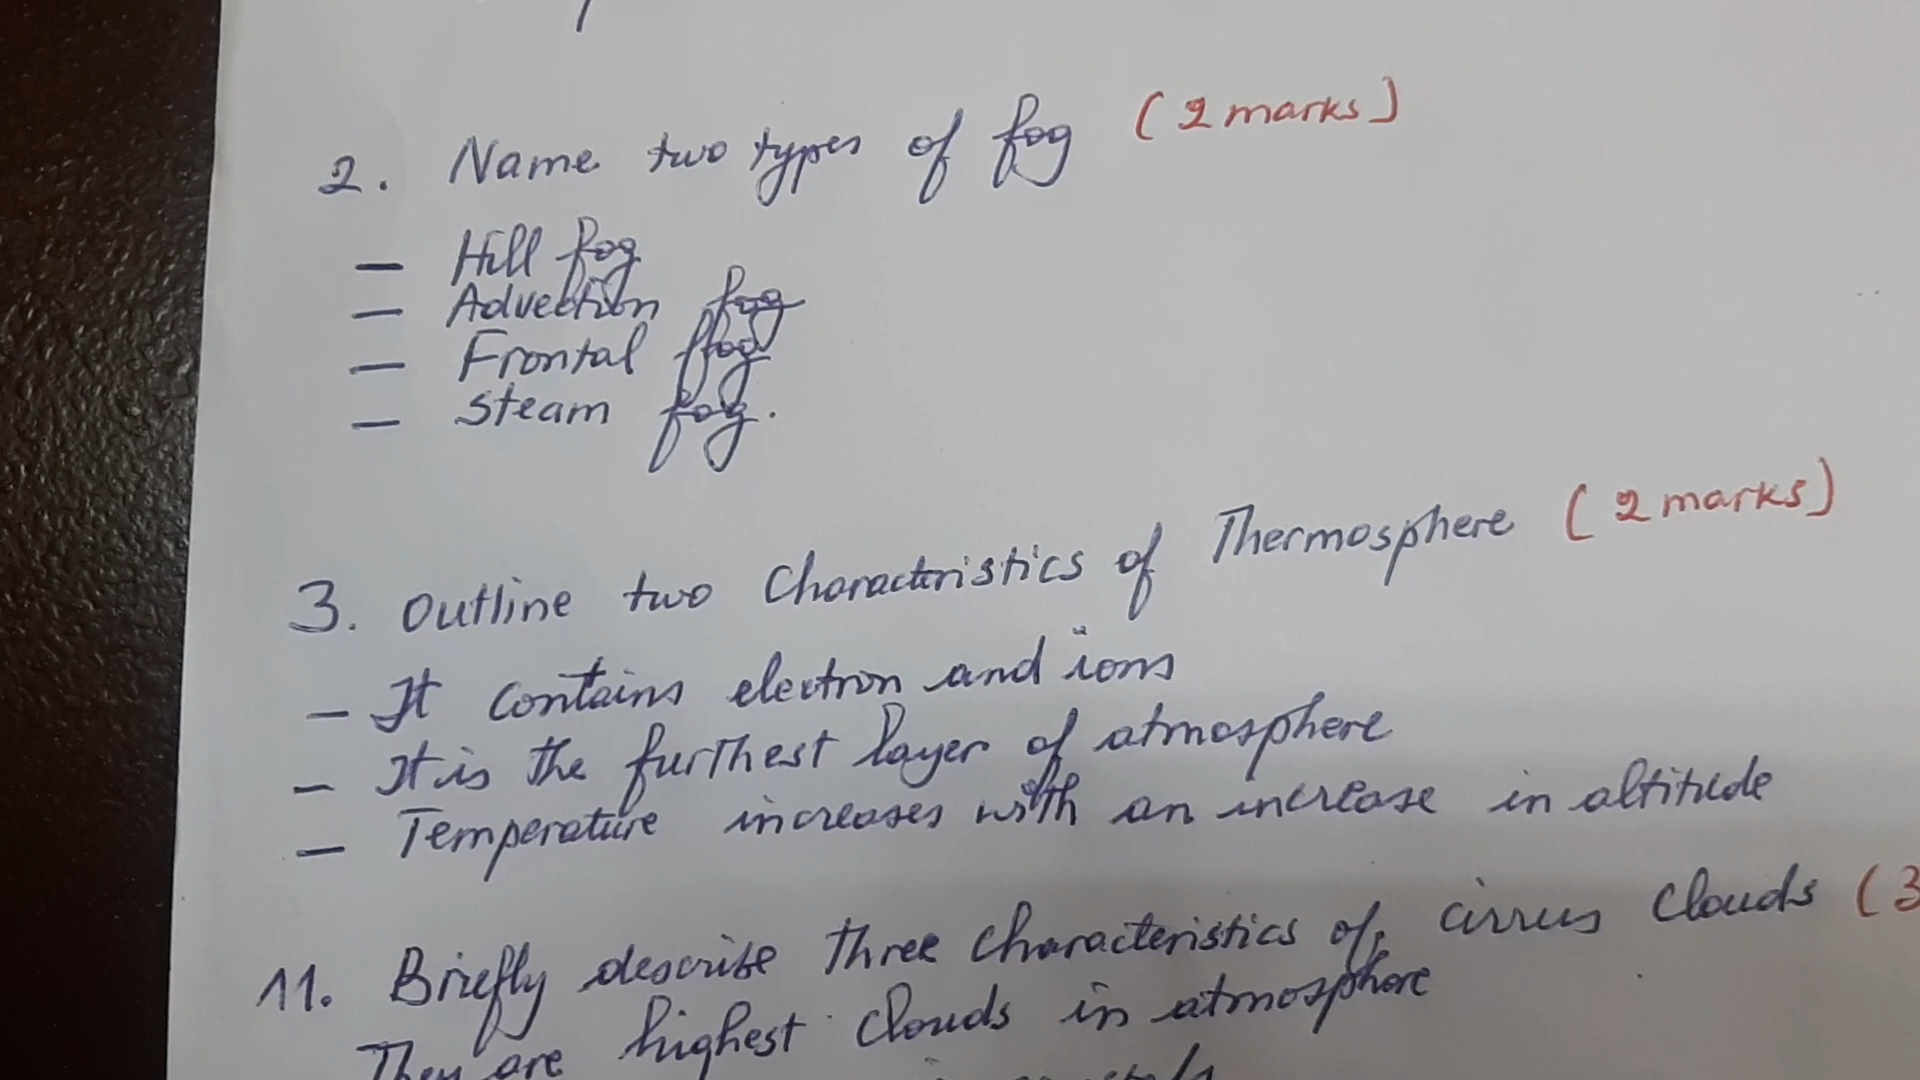 2. Name two types of fog (2 marks)
— Hill fog
— Advection fog
— Frontal fog
— Steam fog.
3. Outline two Characteristics of Thermosphere (2 marks)
— It contains electron and ions
— It is the furthest layer of atmosphere
— Temperature increases with an increase in altitude
11. Briefly describe three characteristics of cirrus clouds (3
They are highest clouds in atmosphere